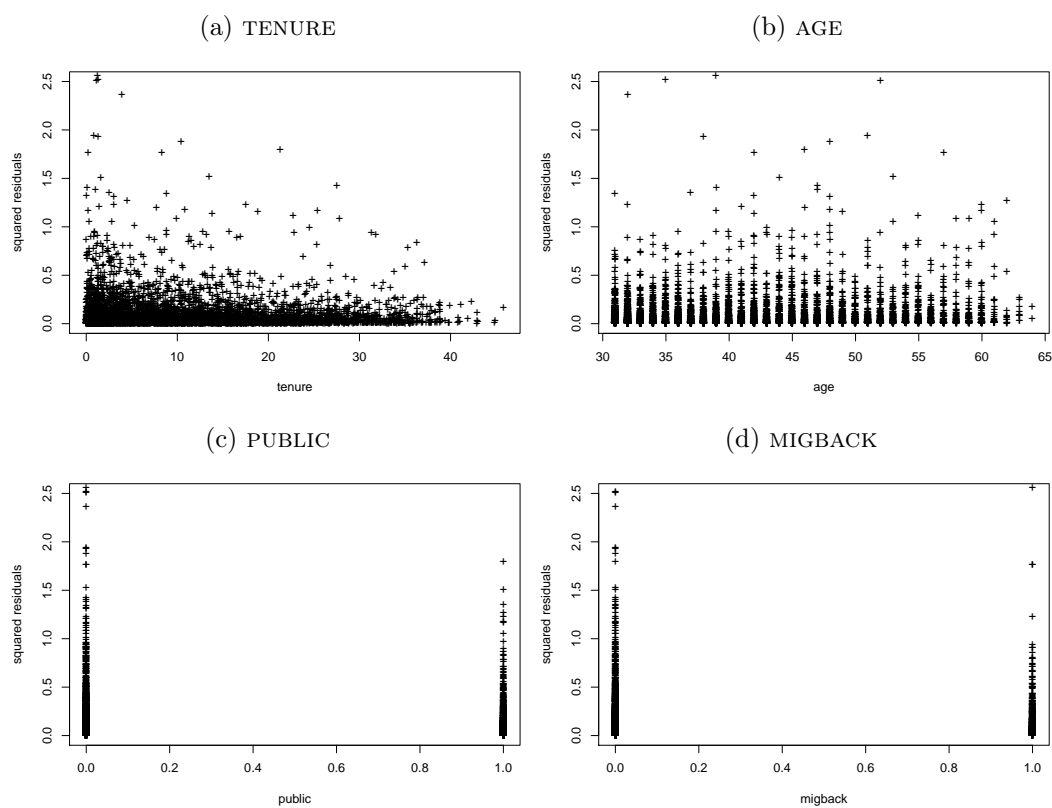 (a) TENURE
squared residuals
0.0 0.5 1.0 1.5 2.0 2.5
0 10 20 30 40
tenure
(b) AGE
squared residuals
0.0 0.5 1.0 1.5 2.0 2.5
30 35 40 45 50 55 60 65
age
(c) PUBLIC
squared residuals
0.0 0.5 1.0 1.5 2.0 2.5
0.0 0.2 0.4 0.6 0.8 1.0
public
(d) MIGBACK
squared residuals
0.0 0.5 1.0 1.5 2.0 2.5
0.0 0.2 0.4 0.6 0.8 1.0
migback